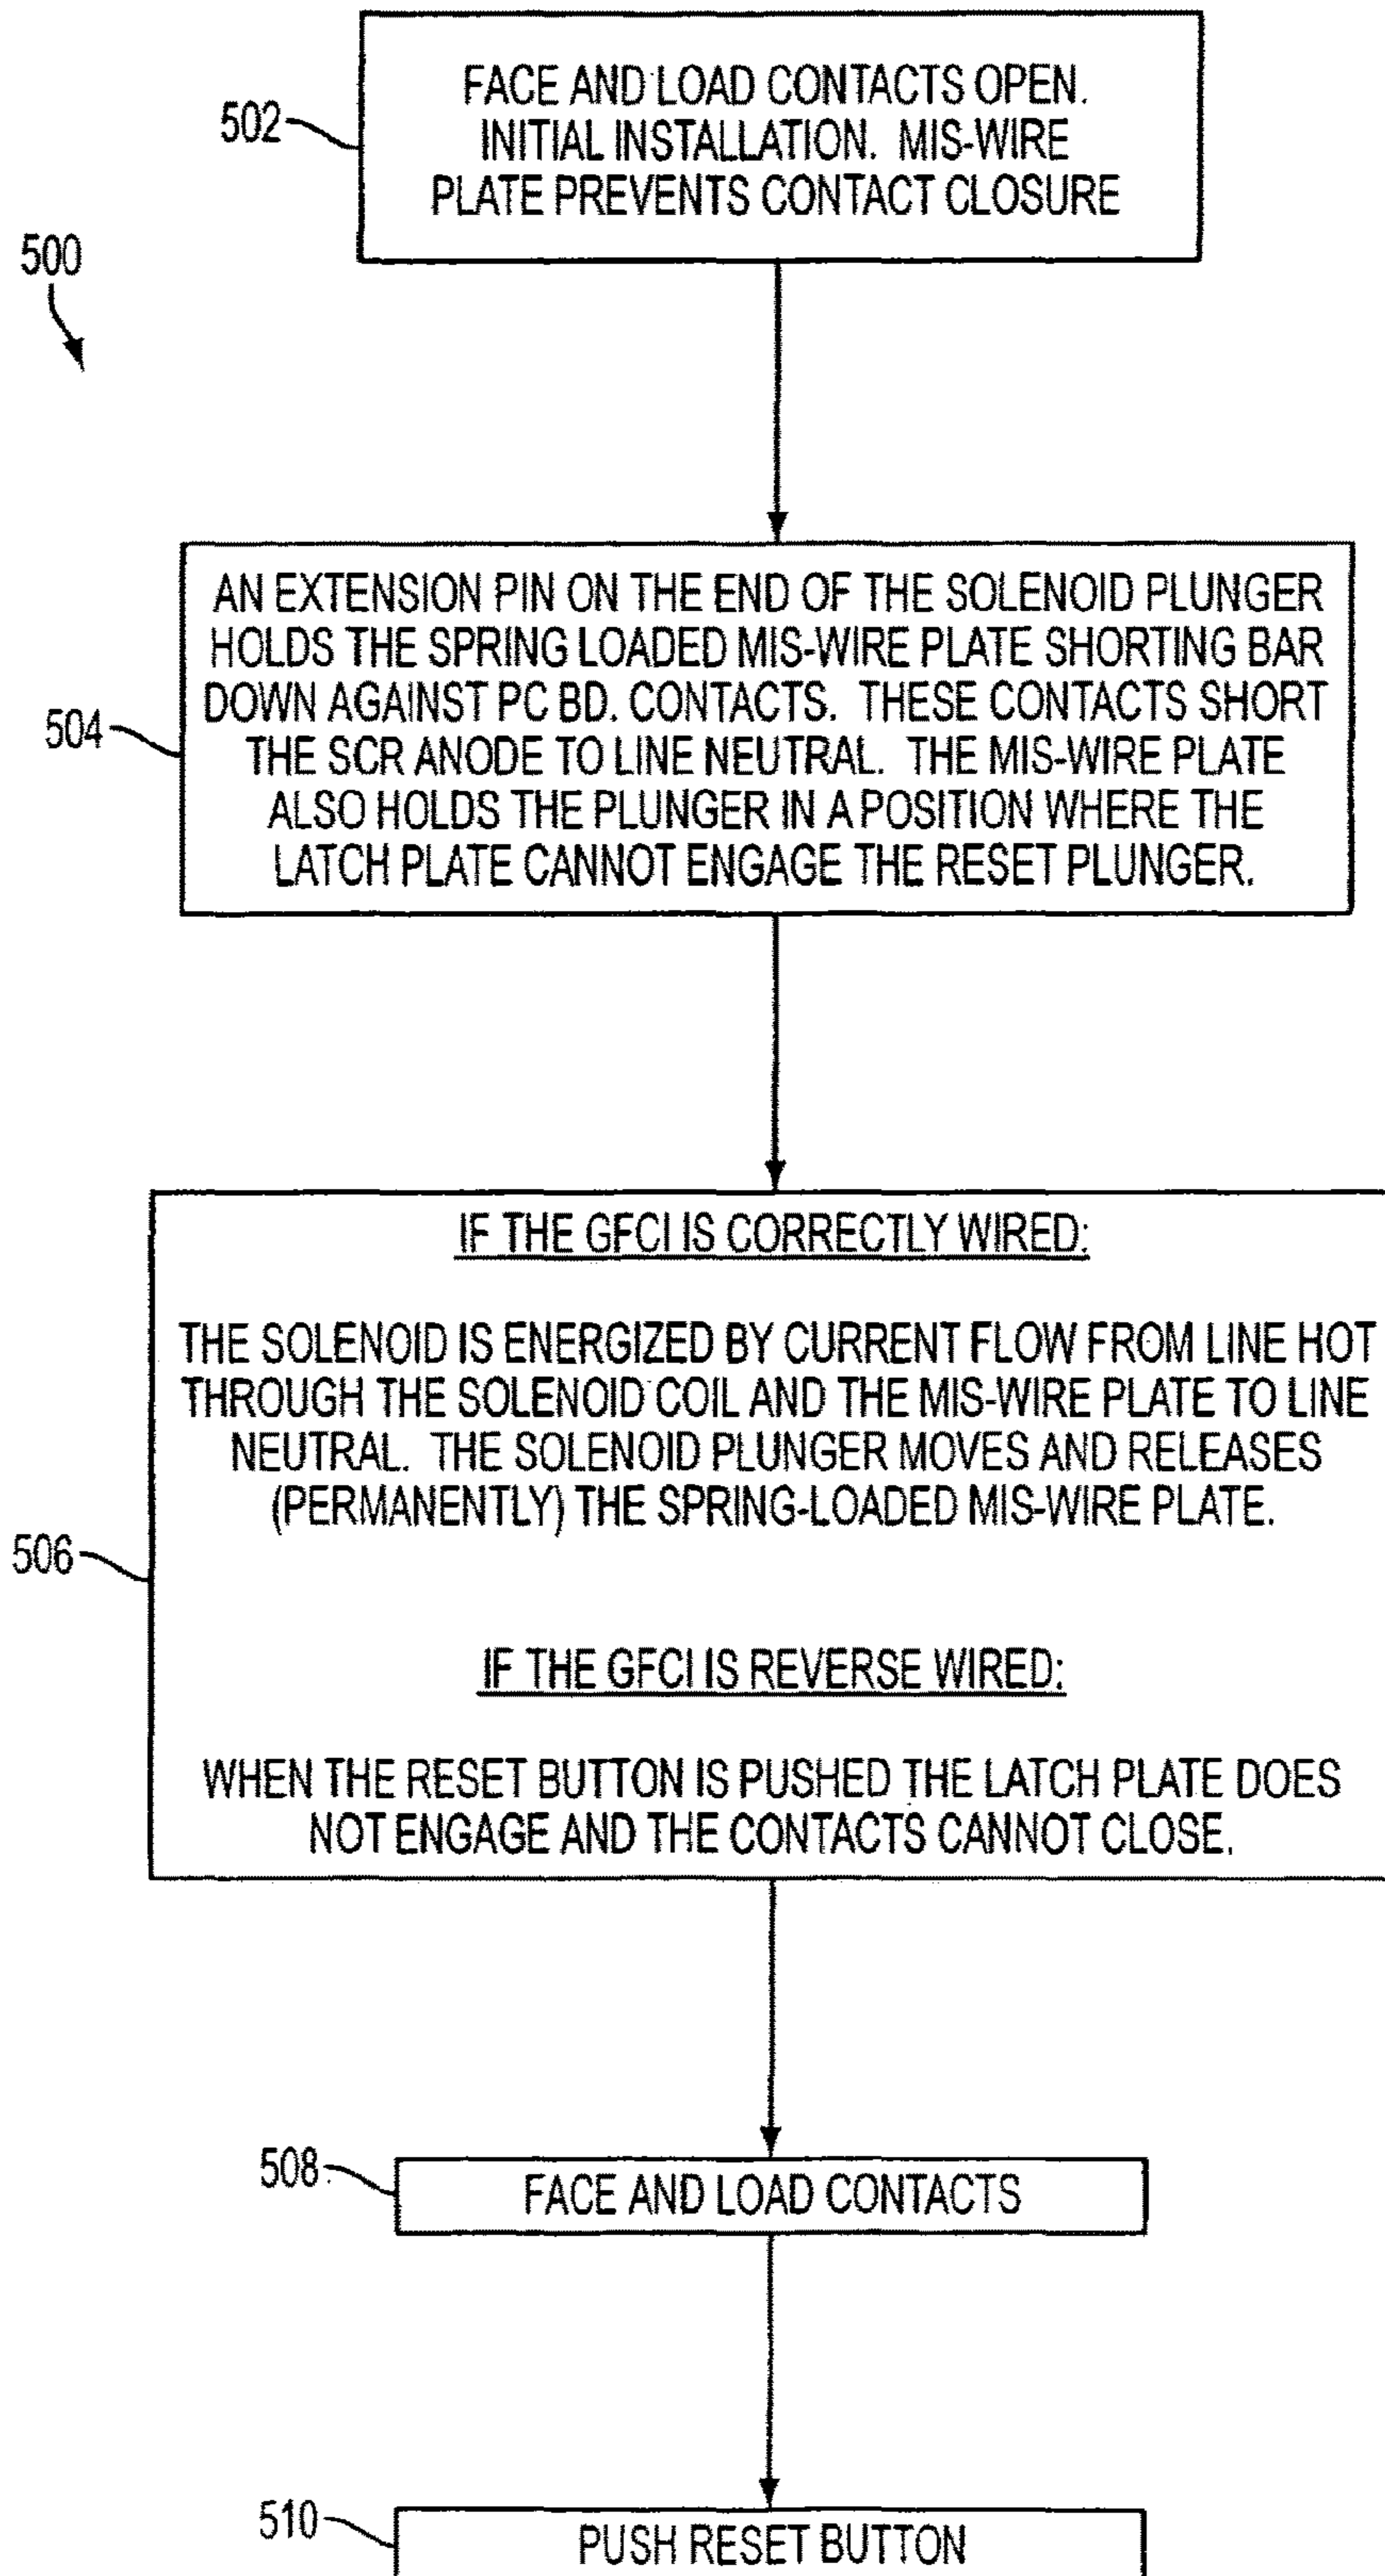 502
FACE AND LOAD CONTACTS OPEN.
INITIAL INSTALLATION. MIS-WIRE
PLATE PREVENTS CONTACT CLOSURE
500
504
AN EXTENSION PIN ON THE END OF THE SOLENOID PLUNGER
HOLDS THE SPRING LOADED MIS-WIRE PLATE SHORTING BAR
DOWN AGAINST PC BD. CONTACTS. THESE CONTACTS SHORT
THE SCR ANODE TO LINE NEUTRAL. THE MIS-WIRE PLATE
ALSO HOLDS THE PLUNGER IN A POSITION WHERE THE
LATCH PLATE CANNOT ENGAGE THE RESET PLUNGER.
506
IF THE GFCI IS CORRECTLY WIRED:
THE SOLENOID IS ENERGIZED BY CURRENT FLOW FROM LINE HOT
THROUGH THE SOLENOID COIL AND THE MIS-WIRE PLATE TO LINE
NEUTRAL. THE SOLENOID PLUNGER MOVES AND RELEASES
(PERMANENTLY) THE SPRING-LOADED MIS-WIRE PLATE.
IF THE GFCI IS REVERSE WIRED:
WHEN THE RESET BUTTON IS PUSHED THE LATCH PLATE DOES
NOT ENGAGE AND THE CONTACTS CANNOT CLOSE.
508
FACE AND LOAD CONTACTS
510
PUSH RESET BUTTON